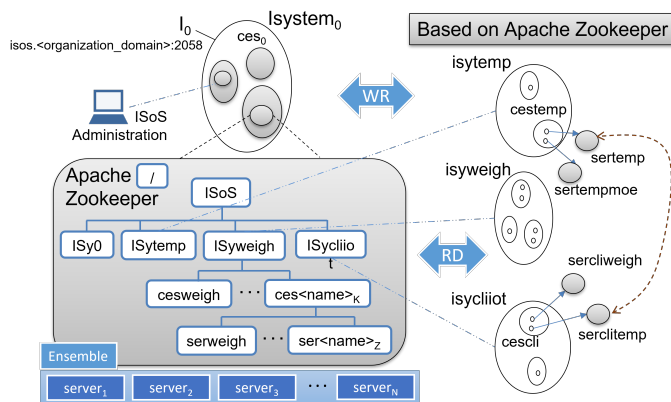 I0
Isystem0
isos.<organization_domain>:2058
ces0
Based on Apache Zookeeper
ISoS
Administration
WR
isytemp
cestemp
sertemp
sertempmoe
Apache
Zookeeper
/
ISoS
ISy0
ISytemp
ISyweigh
ISycliio
t
isyweigh
RD
cesweigh
···
ces<name>K
serweigh
···
ser<name>Z
isycliiot
sercliweigh
serclitemp
cescli
Ensemble
server1
server2
server3
···
serverN